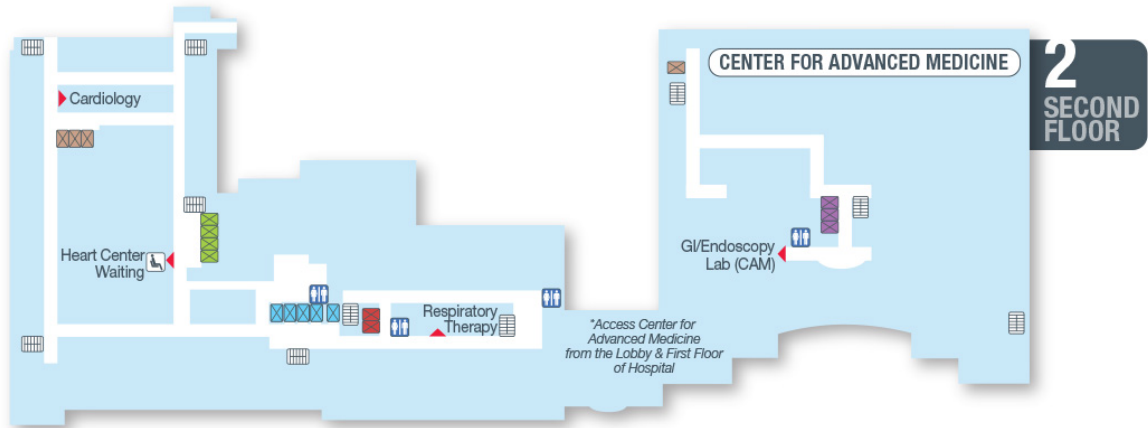 CENTER FOR ADVANCED MEDICINE
2
SECOND
FLOOR
Cardiology
Heart Center
Waiting
GI/Endoscopy
Lab (CAM)
Respiratory
Therapy
*Access Center for
Advanced Medicine
from the Lobby & First Floor
of Hospital